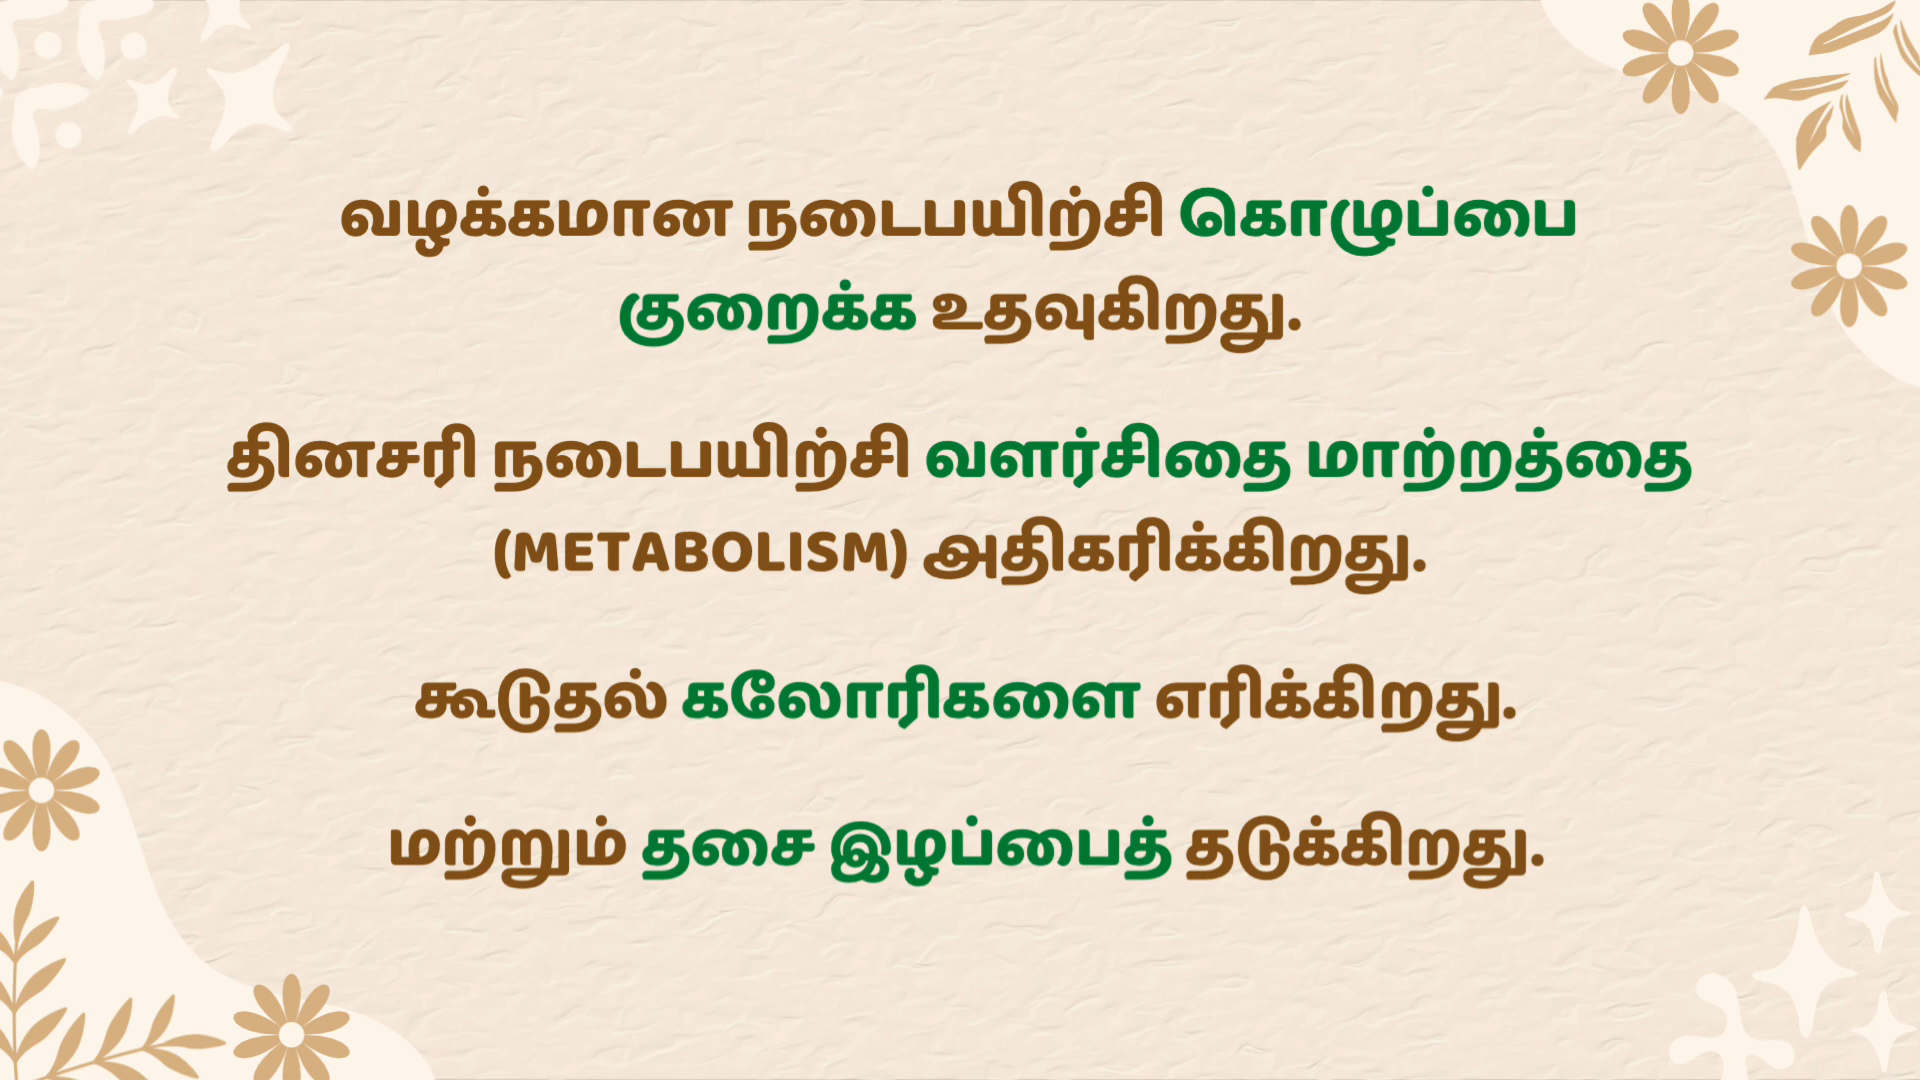 வழக்கமான நடைபயிற்சி கொழுப்பை
குறைக்க உதவுகிறது.
தினசரி நடைபயிற்சி வளர்சிதை மாற்றத்தை
(METABOLISM) அதிகரிக்கிறது.
கூடுதல் கலோரிகளை எரிக்கிறது.
மற்றும் தசை இழப்பைத் தடுக்கிறது.